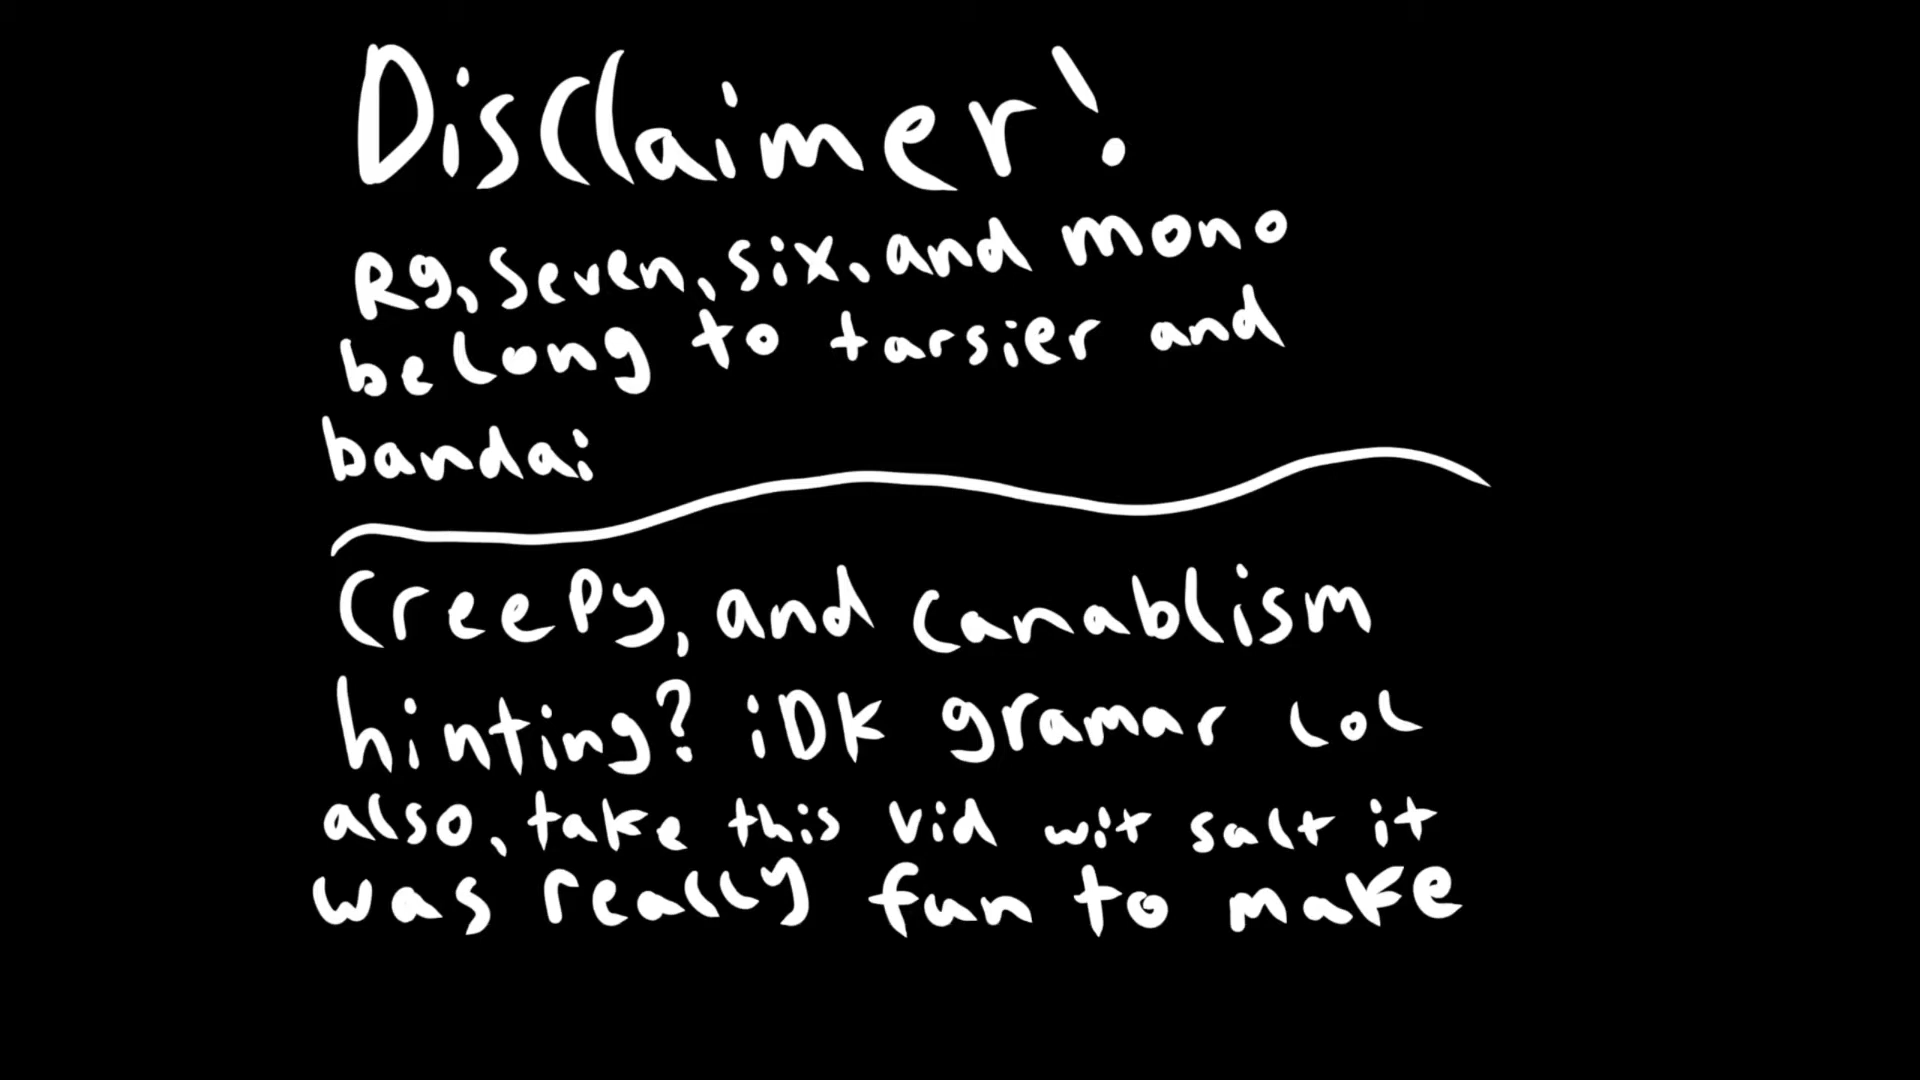 Disclaimer!
Rg, Seven, six, and mono
belong to tarsier and
bandai
Creepy, and canablism
hinting? iDK gramar lol
also, take this vid wit salt it
was really fun to make